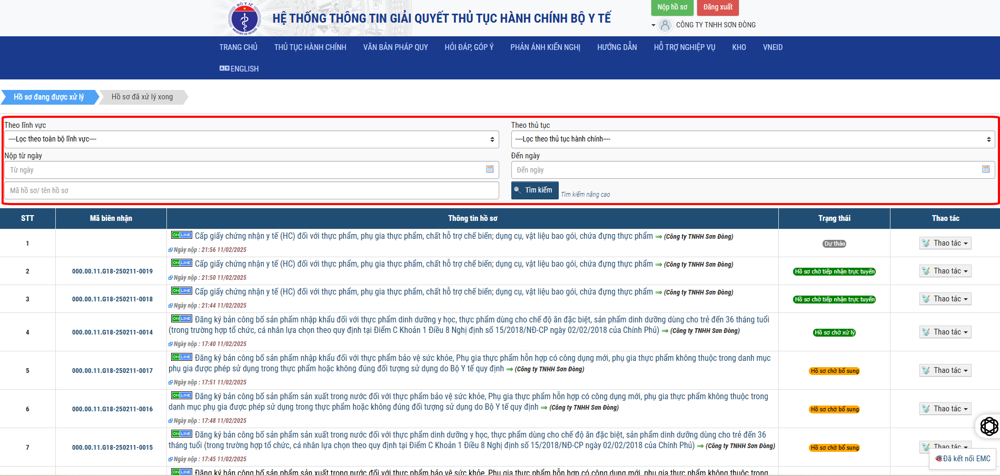 BỘ Y TẾ
MINISTRY OF HEALTH
HỆ THỐNG THÔNG TIN GIẢI QUYẾT THỦ TỤC HÀNH CHÍNH BỘ Y TẾ
Nộp hồ sơ
Đăng xuất
CÔNG TY TNHH SƠN ĐÒNG
TRANG CHỦ THỦ TỤC HÀNH CHÍNH VĂN BẢN PHÁP QUY HỎI ĐÁP, GÓP Ý PHẢN ÁNH KIẾN NGHỊ HƯỚNG DẪN HỖ TRỢ NGHIỆP VỤ KHO VNEID
ENGLISH
Hồ sơ đang được xử lý Hồ sơ đã xử lý xong
Theo lĩnh vực Theo thủ tục
----Lọc theo toàn bộ lĩnh vực---- ----Lọc theo thủ tục hành chính----
Nộp từ ngày Đến ngày
Từ ngày Đến ngày
Mã hồ sơ/ tên hồ sơ Tìm kiếm Tìm kiếm nâng cao
STT Mã biên nhận Thông tin hồ sơ Trạng thái Thao tác
ONLINE Cấp giấy chứng nhận y tế (HC) đối với thực phẩm, phụ gia thực phẩm, chất hỗ trợ chế biến; dụng cụ, vật liệu bao gói, chứa đựng thực phẩm (Công ty TNHH Sơn Đòng)
1 Dự thảo Thao tác
Ngày nộp : 21:56 11/02/2025
ONLINE Cấp giấy chứng nhận y tế (HC) đối với thực phẩm, phụ gia thực phẩm, chất hỗ trợ chế biến; dụng cụ, vật liệu bao gói, chứa đựng thực phẩm (Công ty TNHH Sơn Đòng)
2 000.00.11.G18-250211-0019 Hồ sơ chờ tiếp nhận trực tuyến Thao tác
Ngày nộp : 21:50 11/02/2025
ONLINE Cấp giấy chứng nhận y tế (HC) đối với thực phẩm, phụ gia thực phẩm, chất hỗ trợ chế biến; dụng cụ, vật liệu bao gói, chứa đựng thực phẩm (Công ty TNHH Sơn Đòng)
3 000.00.11.G18-250211-0018 Hồ sơ chờ tiếp nhận trực tuyến Thao tác
Ngày nộp : 21:44 11/02/2025
ONLINE Đăng ký bản công bố sản phẩm nhập khẩu đối với thực phẩm dinh dưỡng y học, thực phẩm dùng cho chế độ ăn đặc biệt, sản phẩm dinh dưỡng dùng cho trẻ đến 36 tháng tuổi
(trong trường hợp tổ chức, cá nhân lựa chọn theo quy định tại Điểm C Khoản 1 Điều 8 Nghị định số 15/2018/NĐ-CP ngày 02/02/2018 của Chính Phủ) (Công ty TNHH Sơn Đòng)
4 000.00.11.G18-250211-0014 Hồ sơ chờ xử lý Thao tác
Ngày nộp : 17:40 11/02/2025
ONLINE Đăng ký bản công bố sản phẩm nhập khẩu đối với thực phẩm bảo vệ sức khỏe, Phụ gia thực phẩm hỗn hợp có công dụng mới, phụ gia thực phẩm không thuộc trong danh mục
phụ gia được phép sử dụng trong thực phẩm hoặc không đúng đối tượng sử dụng do Bộ Y tế quy định (Công ty TNHH Sơn Đòng)
5 000.00.11.G18-250211-0017 Hồ sơ chờ bổ sung Thao tác
Ngày nộp : 17:51 11/02/2025
ONLINE Đăng ký bản công bố sản phẩm sản xuất trong nước đối với thực phẩm bảo vệ sức khỏe, Phụ gia thực phẩm hỗn hợp có công dụng mới, phụ gia thực phẩm không thuộc trong
danh mục phụ gia được phép sử dụng trong thực phẩm hoặc không đúng đối tượng sử dụng do Bộ Y tế quy định (Công ty TNHH Sơn Đòng)
6 000.00.11.G18-250211-0016 Hồ sơ chờ bổ sung Thao tác
Ngày nộp : 17:48 11/02/2025
ONLINE Đăng ký bản công bố sản phẩm sản xuất trong nước đối với thực phẩm dinh dưỡng y học, thực phẩm dùng cho chế độ ăn đặc biệt, sản phẩm dinh dưỡng dùng cho trẻ đến 36
tháng tuổi (trong trường hợp tổ chức, cá nhân lựa chọn theo quy định tại Điểm C Khoản 1 Điều 8 Nghị định số 15/2018/NĐ-CP ngày 02/02/2018 của Chính Phủ) (Công ty TNHH Sơn Đòng)
7 000.00.11.G18-250211-0015 Hồ sơ chờ bổ sung Thao tác
Ngày nộp : 17:45 11/02/2025
Đã kết nối EMC
ONLINE Đăng ký bản công bố sản phẩm sản xuất trong nước đối với thực phẩm bảo vệ sức khỏe, Phụ gia thực phẩm hỗn hợp có công dụng mới, phụ gia thực phẩm không thuộc trong